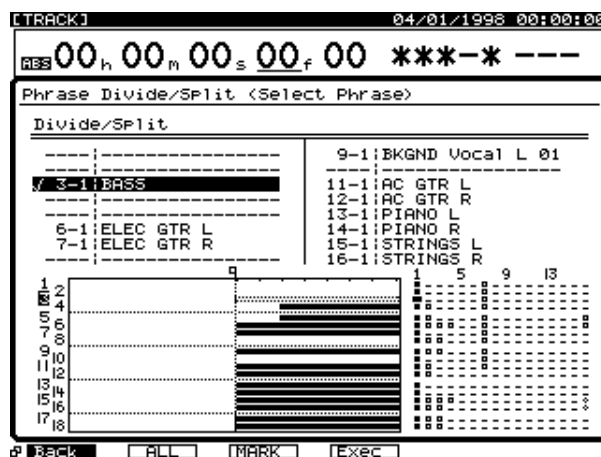 [TRACK] 04/01/1998 00:00:00
ABS 00h 00m 00s 00f 00 ***-* ---
Phrase Divide/Split (Select Phrase)
Divide/Split
----¦----------------
----¦----------------
√ 3-1¦BASS
----¦----------------
----¦----------------
6-1¦ELEC GTR L
7-1¦ELEC GTR R
----¦----------------
9-1¦BKGND Vocal L 01
----¦----------------
11-1¦AC GTR L
12-1¦AC GTR R
13-1¦PIANO L
14-1¦PIANO R
15-1¦STRINGS L
16-1¦STRINGS R
1 5 9 13
1 2
3 4
5 6
7 8
9 10
11 12
13 14
15 16
17 18
Back ALL MARK Exec